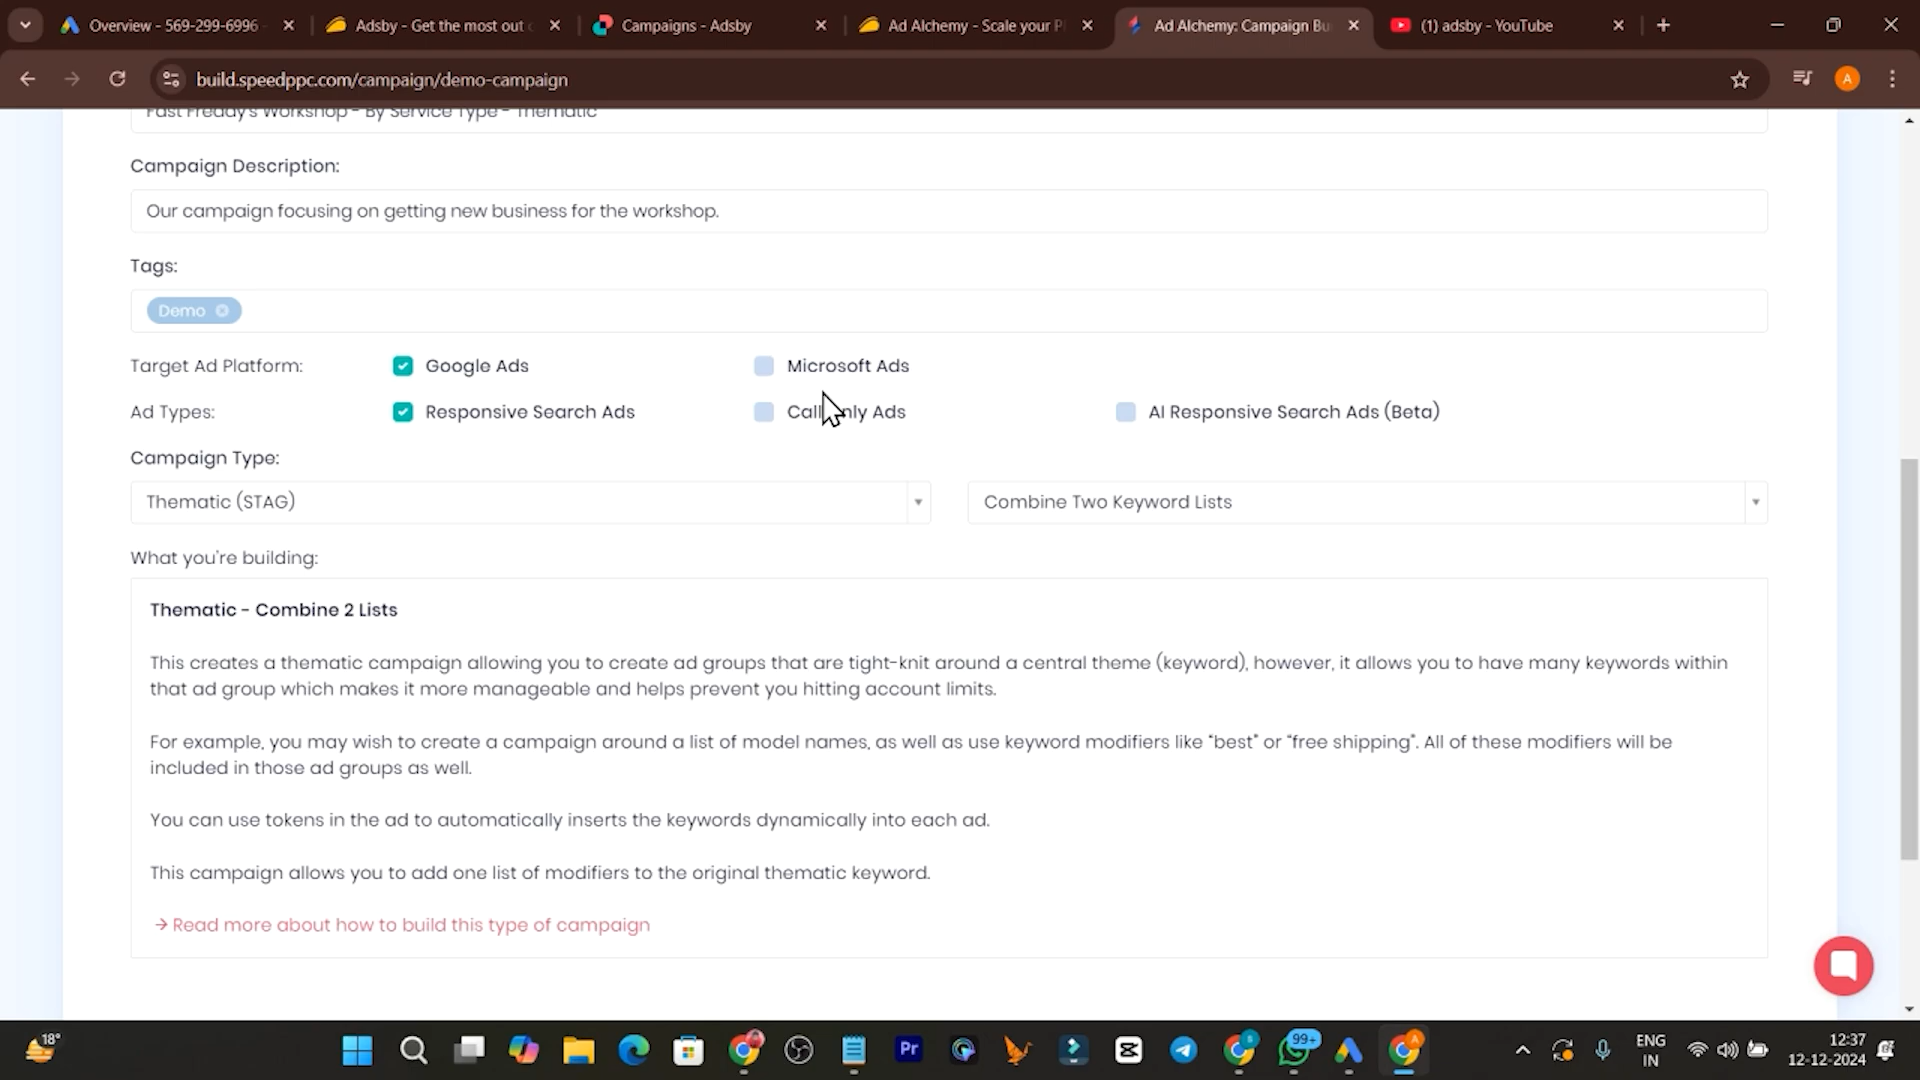 Overview - 569-299-6996
Adsby - Get the most out
Campaigns - Adsby
Ad Alchemy - Scale your P
Ad Alchemy: Campaign Bu
(1) adsby - YouTube
build.speedppc.com/campaign/demo-campaign
A
Fast Freddy's Workshop - By Service Type - Thematic
Campaign Description:
Our campaign focusing on getting new business for the workshop.
Tags:
Demo
Target Ad Platform:
Google Ads
Microsoft Ads
Ad Types:
Responsive Search Ads
Call Only Ads
AI Responsive Search Ads (Beta)
Campaign Type:
Thematic (STAG)
Combine Two Keyword Lists
What you're building:
Thematic - Combine 2 Lists
This creates a thematic campaign allowing you to create ad groups that are tight-knit around a central theme (keyword), however, it allows you to have many keywords within
that ad group which makes it more manageable and helps prevent you hitting account limits.
For example, you may wish to create a campaign around a list of model names, as well as use keyword modifiers like "best" or "free shipping". All of these modifiers will be
included in those ad groups as well.
You can use tokens in the ad to automatically inserts the keywords dynamically into each ad.
This campaign allows you to add one list of modifiers to the original thematic keyword.
→ Read more about how to build this type of campaign
18°
Pr
99+
A
ENG
IN
12:37
12-12-2024